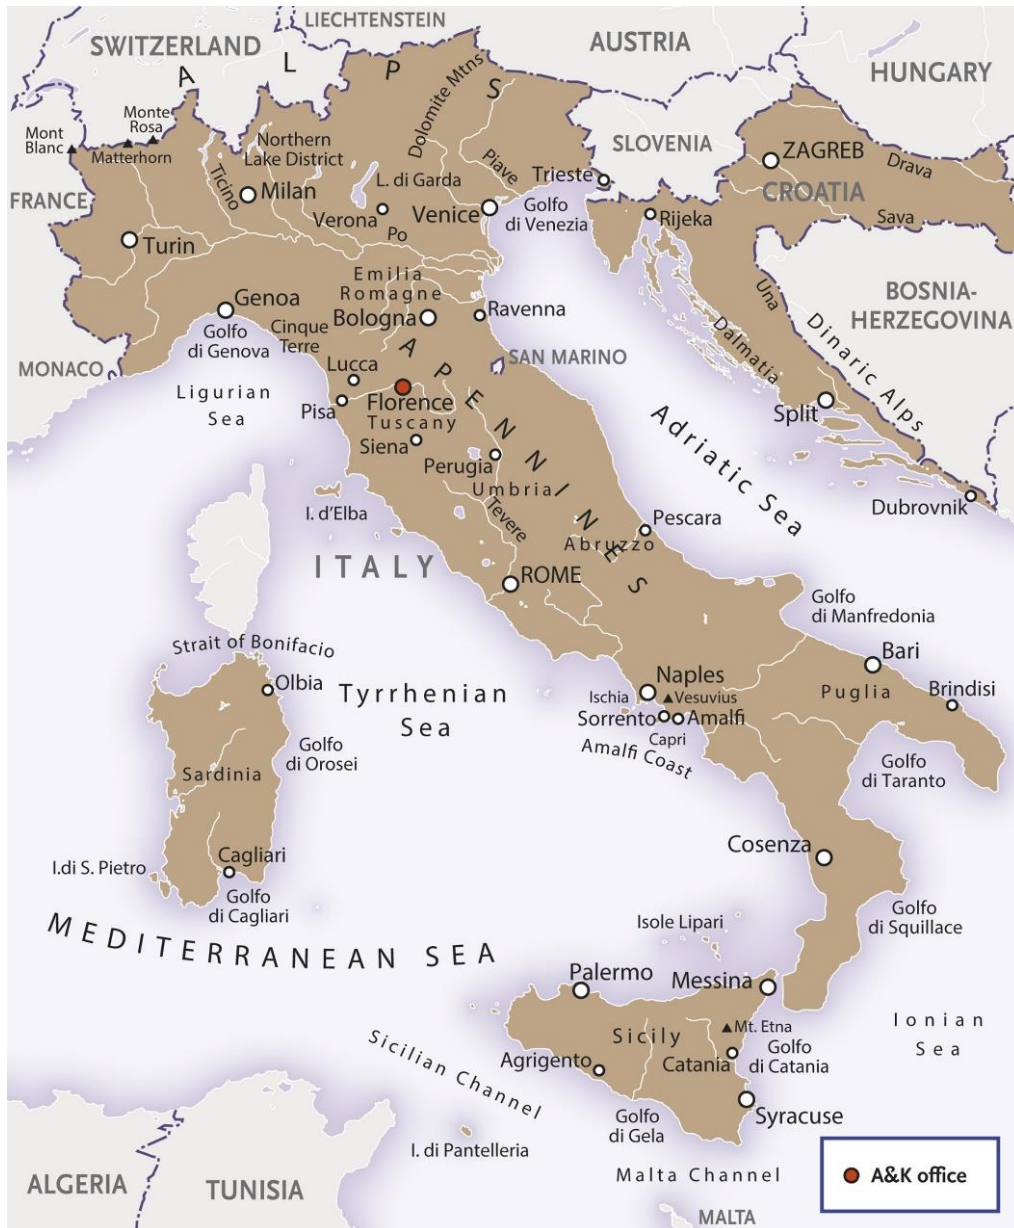 LIECHTENSTEIN
SWITZERLAND
AUSTRIA
HUNGARY
ALPS
Dolomite Mtns
Monte
Rosa
Mont
Blanc
Matterhorn
Northern
Lake District
SLOVENIA
ZAGREB
Drava
CROATIA
FRANCE
Ticino
Milan
L. di Garda
Piave
Trieste
Verona
Venice
Golfo
di Venezia
Rijeka
Sava
Turin
Po
Emilia
Romagne
Una
BOSNIA-
HERZEGOVINA
Genoa
Golfo
di Genova
Cinque
Terre
Bologna
Ravenna
Dalmatia
Dinaric Alps
MONACO
Lucca
APENNINES
SAN MARINO
Ligurian
Sea
Pisa
Florence
Tuscany
Siena
Split
Adriatic Sea
Perugia
Umbria
Tevere
I. d'Elba
Dubrovnik
Pescara
Abruzzo
ITALY
ROME
Golfo
di Manfredonia
Strait of Bonifacio
Olbia
Tyrrhenian
Sea
Naples
Ischia
Vesuvius
Sorrento
Amalfi
Capri
Amalfi Coast
Bari
Puglia
Brindisi
Golfo
di Orosei
Sardinia
Golfo
di Taranto
Cosenza
I.di S. Pietro
Cagliari
Golfo
di Cagliari
Golfo
di Squillace
MEDITERRANEAN SEA
Isole Lipari
Palermo
Messina
Sicily
Mt. Etna
Ionian
Sea
Sicilian Channel
Agrigento
Catania
Golfo
di Catania
Syracuse
Golfo
di Gela
I. di Pantelleria
Malta Channel
ALGERIA
TUNISIA
MALTA
A&K office